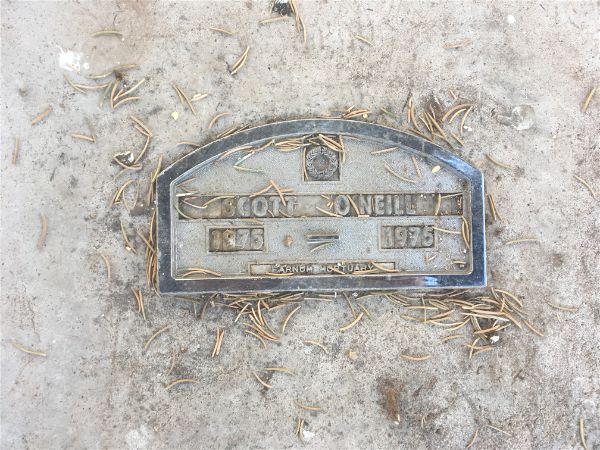 SCOTT O'NEILL
1975 – 1975
FARNUM MORTUARY